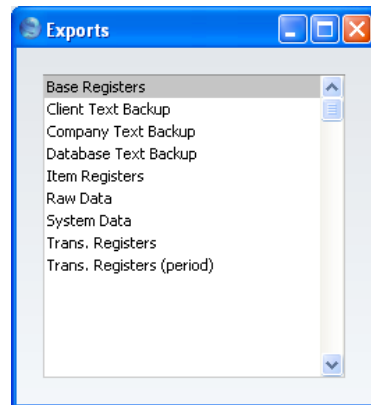 Exports
Base Registers
Client Text Backup
Company Text Backup
Database Text Backup
Item Registers
Raw Data
System Data
Trans. Registers
Trans. Registers (period)